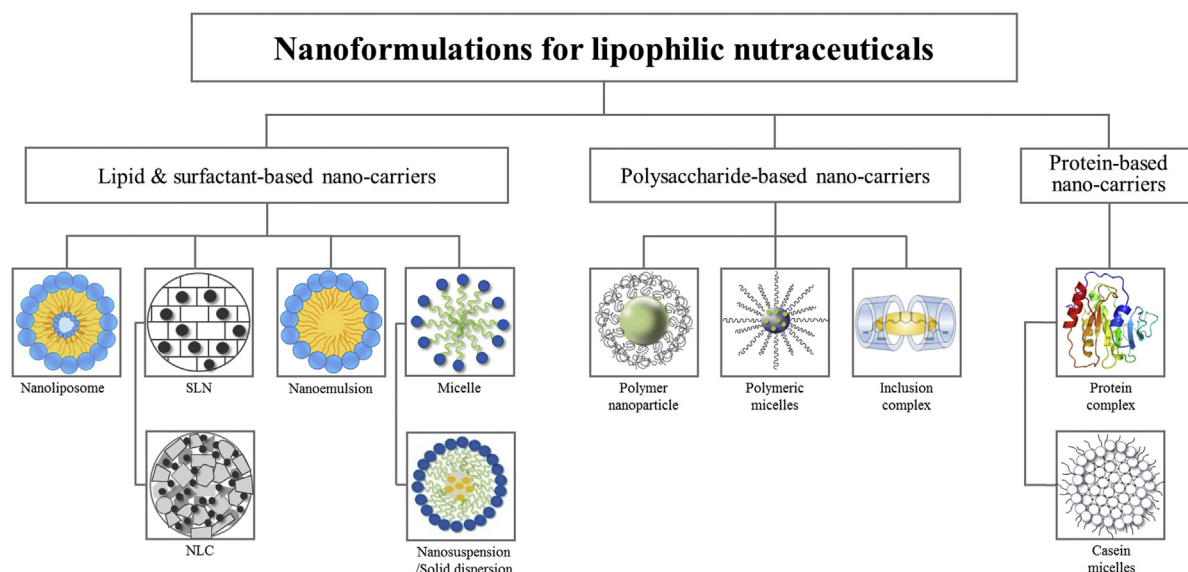 Nanoformulations for lipophilic nutraceuticals
Lipid & surfactant-based nano-carriers
Polysaccharide-based nano-carriers
Protein-based
nano-carriers
Nanoliposome
SLN
Nanoemulsion
Micelle
Polymer
nanoparticle
Polymeric
micelles
Inclusion
complex
Protein
complex
NLC
Nanosuspension
/Solid dispersion
Casein
micelles